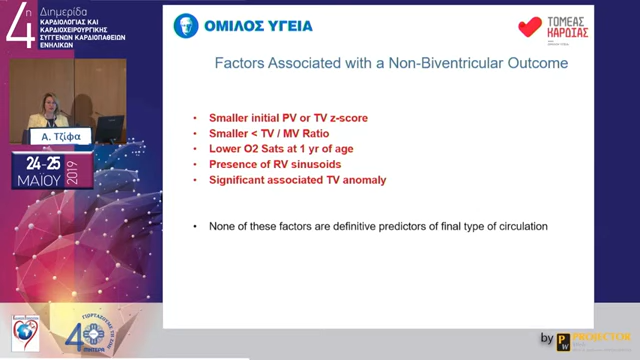 4η Διημερίδα
ΚΑΡΔΙΟΛΟΓΙΑΣ ΚΑΙ
ΚΑΡΔΙΟΧΕΙΡΟΥΡΓΙΚΗΣ
ΣΥΓΓΕΝΩΝ ΚΑΡΔΙΟΠΑΘΕΙΩΝ
ΕΝΗΛΙΚΩΝ
Α. Τζίφα
24-25
ΜΑΪΟΥ 2019
ΟΜΙΛΟΣ ΥΓΕΙΑ
ΤΟΜΕΑΣ
ΚΑΡΔΙΑΣ
Factors Associated with a Non-Biventricular Outcome
• Smaller initial PV or TV z-score
• Smaller < TV / MV Ratio
• Lower O2 Sats at 1 yr of age
• Presence of RV sinusoids
• Significant associated TV anomaly
• None of these factors are definitive predictors of final type of circulation
by PW PROJECTOR